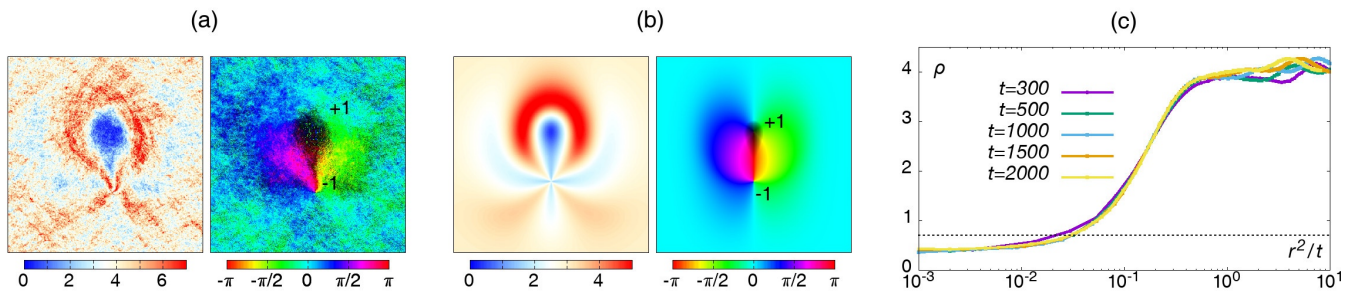 (a)
(b)
(c)
+1
-1
0 2 4 6
-π -π/2 0 π/2 π
+1
-1
0 2 4
-π -π/2 0 π/2 π
ρ
4
3
2
1
0
t=300
t=500
t=1000
t=1500
t=2000
r²/t
10⁻³ 10⁻² 10⁻¹ 10⁰ 10¹